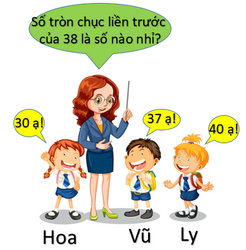 Số tròn chục liền trước
của 38 là số nào nhỉ?
30 ạ!
37 ạ!
40 ạ!
Hoa
Vũ
Ly